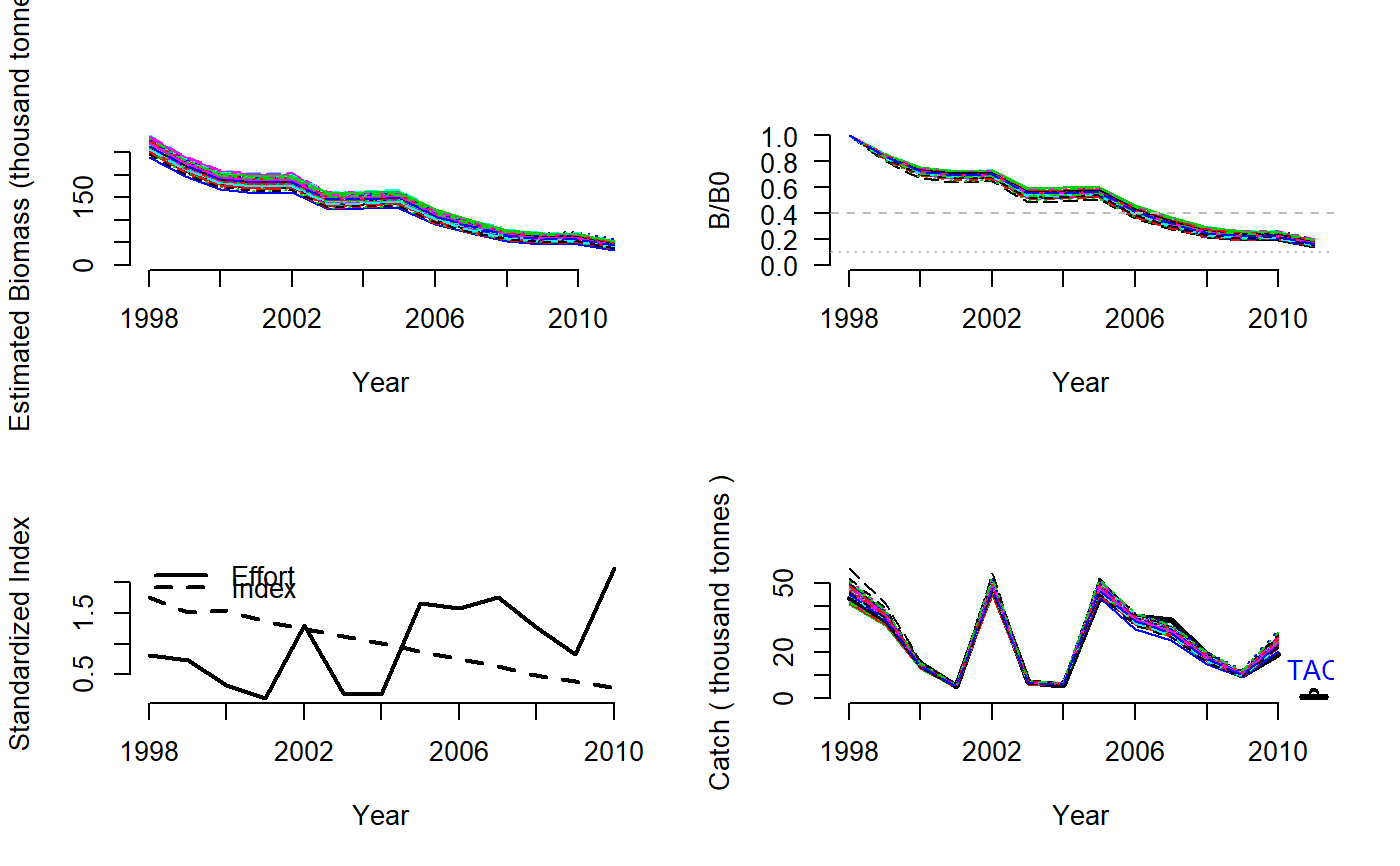 Estimated Biomass (thousand tonne
150
0
1998 2002 2006 2010
Year
B/B0
1.0
0.8
0.6
0.4
0.2
0.0
1998 2002 2006 2010
Year
Standardized Index
1.5
0.5
Effort
Index
1998 2002 2006 2010
Year
Catch ( thousand tonnes )
50
20
0
TAC
1998 2002 2006 2010
Year